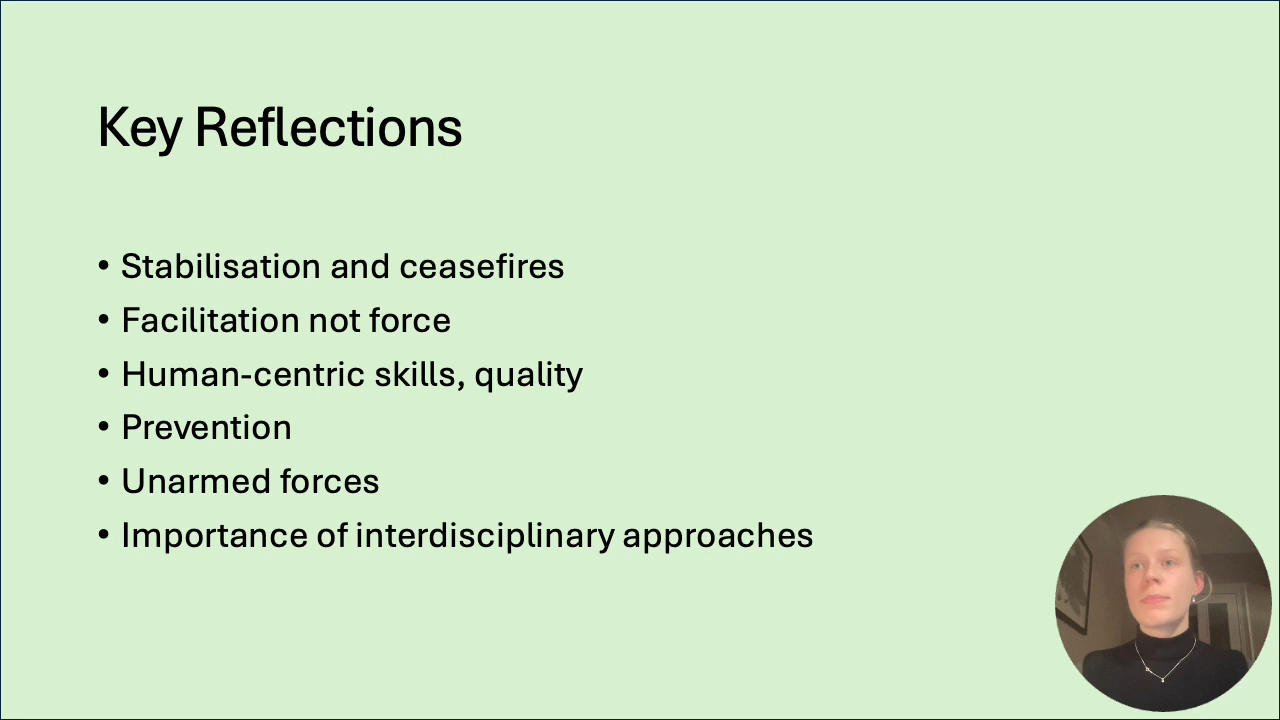 Key Reflections
• Stabilisation and ceasefires
• Facilitation not force
• Human-centric skills, quality
• Prevention
• Unarmed forces
• Importance of interdisciplinary approaches